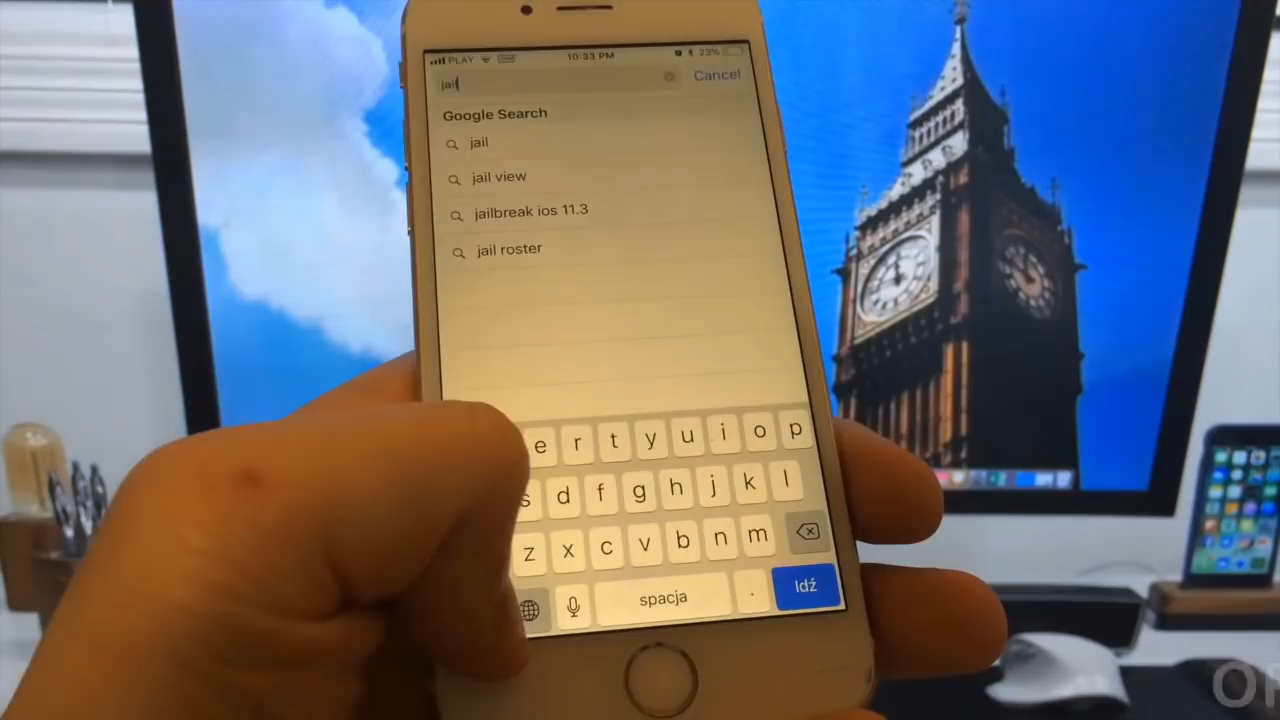 PLAY 10:33 PM 23%
jail Cancel
Google Search
jail
jail view
jailbreak ios 11.3
jail roster
e r t y u i o p
s d f g h j k l
z x c v b n m
spacja . Idź